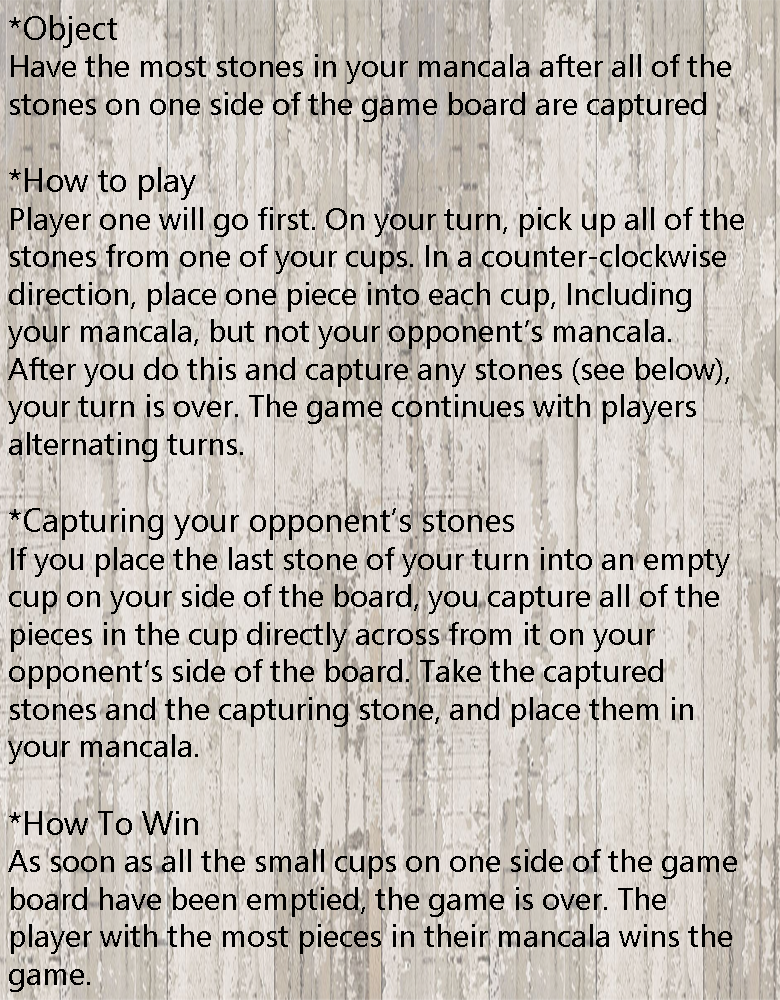 *Object
Have the most stones in your mancala after all of the
stones on one side of the game board are captured
*How to play
Player one will go first. On your turn, pick up all of the
stones from one of your cups. In a counter-clockwise
direction, place one piece into each cup, Including
your mancala, but not your opponent's mancala.
After you do this and capture any stones (see below),
your turn is over. The game continues with players
alternating turns.
*Capturing your opponent's stones
If you place the last stone of your turn into an empty
cup on your side of the board, you capture all of the
pieces in the cup directly across from it on your
opponent's side of the board. Take the captured
stones and the capturing stone, and place them in
your mancala.
*How To Win
As soon as all the small cups on one side of the game
board have been emptied, the game is over. The
player with the most pieces in their mancala wins the
game.